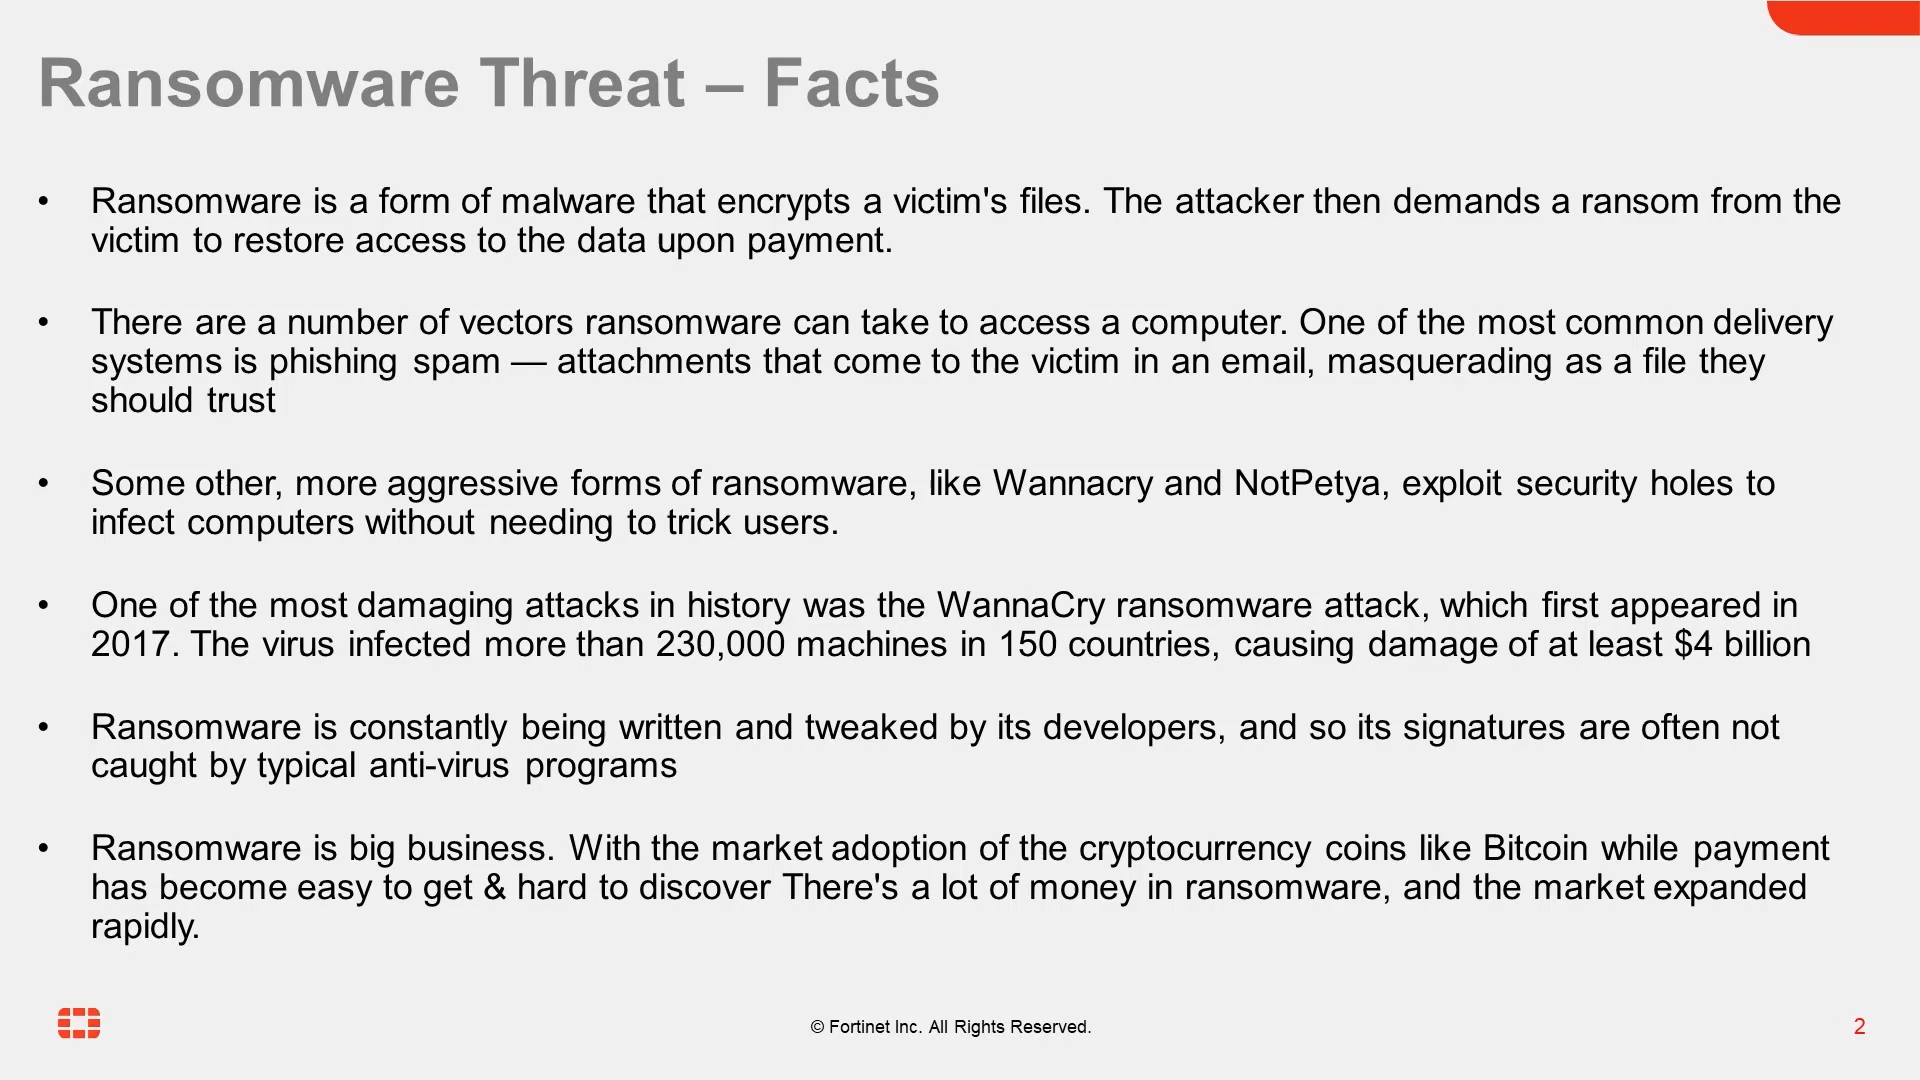 Ransomware Threat – Facts
• Ransomware is a form of malware that encrypts a victim's files. The attacker then demands a ransom from the
victim to restore access to the data upon payment.
• There are a number of vectors ransomware can take to access a computer. One of the most common delivery
systems is phishing spam — attachments that come to the victim in an email, masquerading as a file they
should trust
• Some other, more aggressive forms of ransomware, like Wannacry and NotPetya, exploit security holes to
infect computers without needing to trick users.
• One of the most damaging attacks in history was the WannaCry ransomware attack, which first appeared in
2017. The virus infected more than 230,000 machines in 150 countries, causing damage of at least $4 billion
• Ransomware is constantly being written and tweaked by its developers, and so its signatures are often not
caught by typical anti-virus programs
• Ransomware is big business. With the market adoption of the cryptocurrency coins like Bitcoin while payment
has become easy to get & hard to discover There's a lot of money in ransomware, and the market expanded
rapidly.
© Fortinet Inc. All Rights Reserved.
2